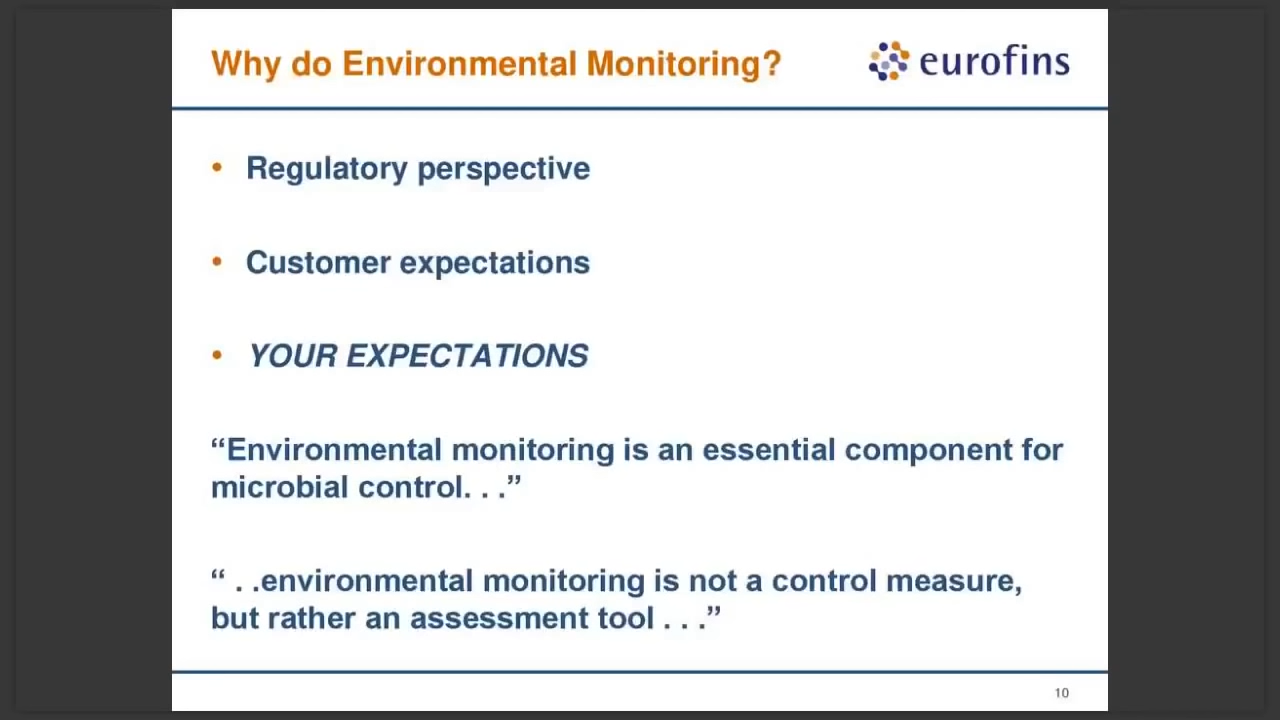 Why do Environmental Monitoring?
eurofins
• Regulatory perspective
• Customer expectations
• YOUR EXPECTATIONS
“Environmental monitoring is an essential component for
microbial control. . .”
“ . .environmental monitoring is not a control measure,
but rather an assessment tool . . .”
10